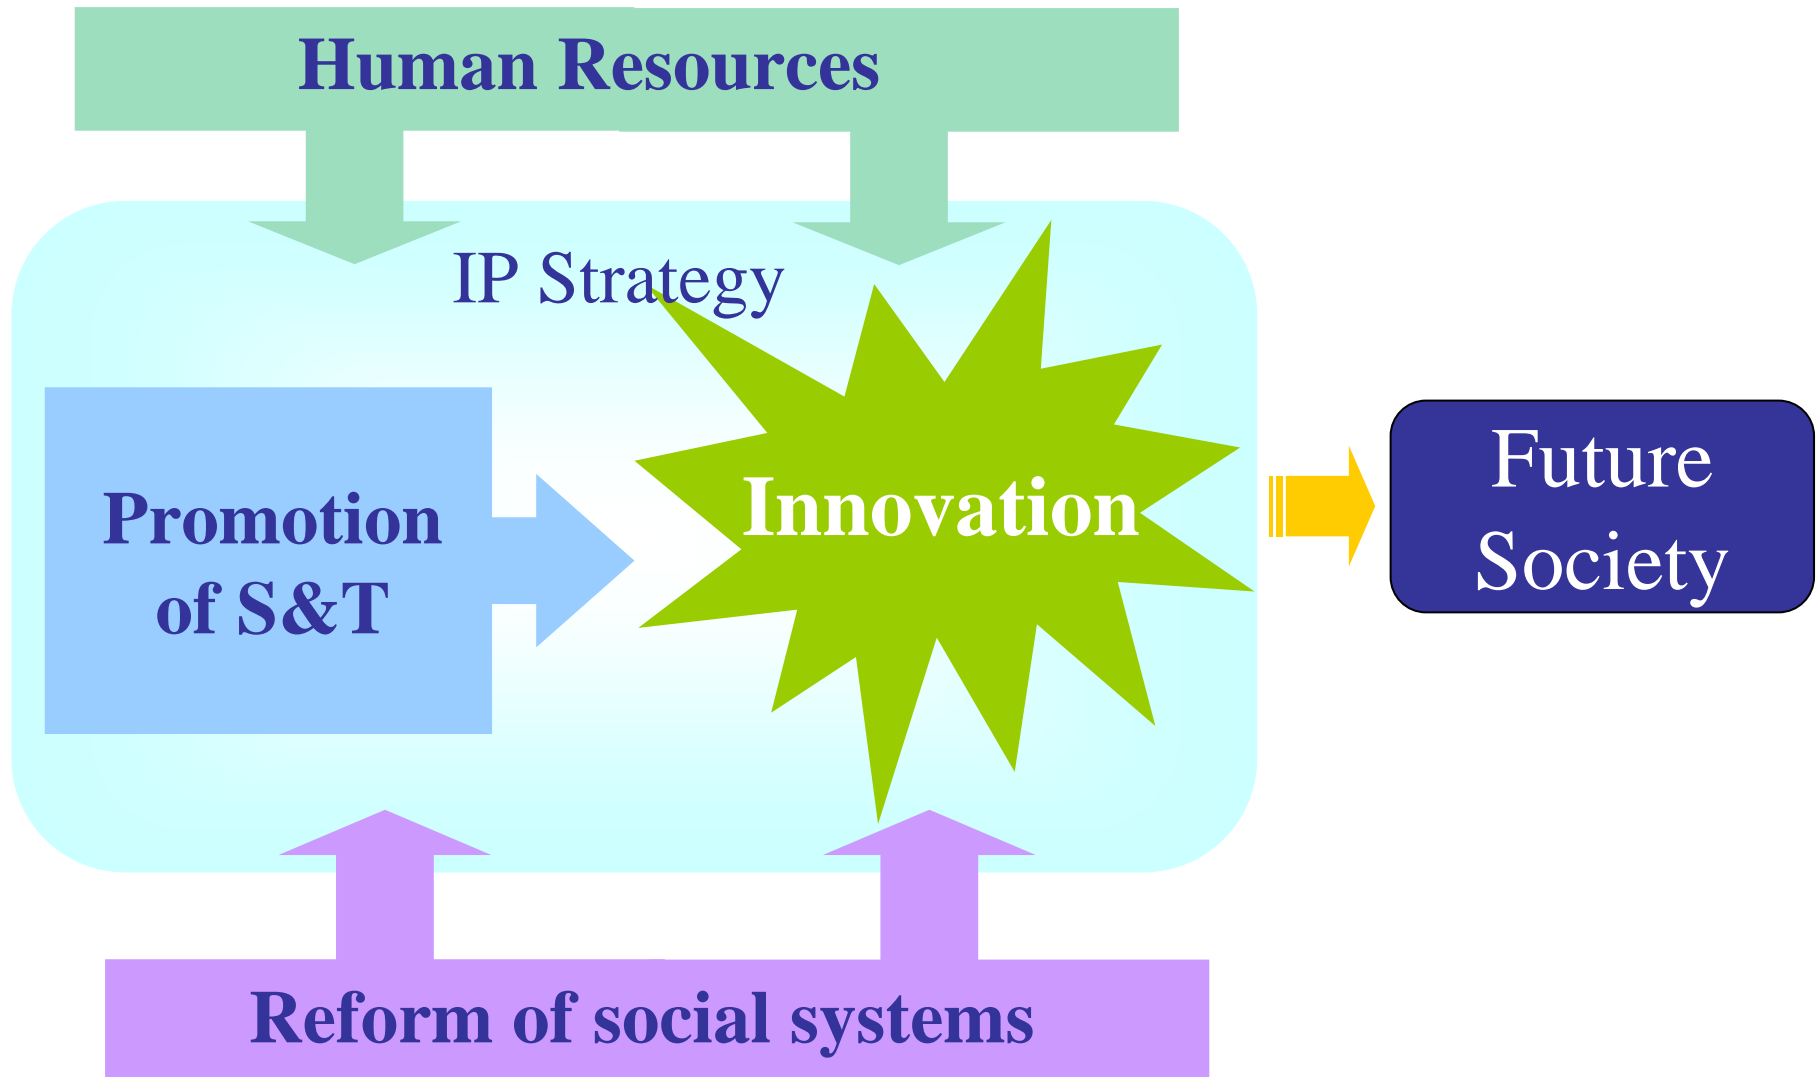 Human Resources
IP Strategy
Promotion
of S&T
Innovation
Future
Society
Reform of social systems